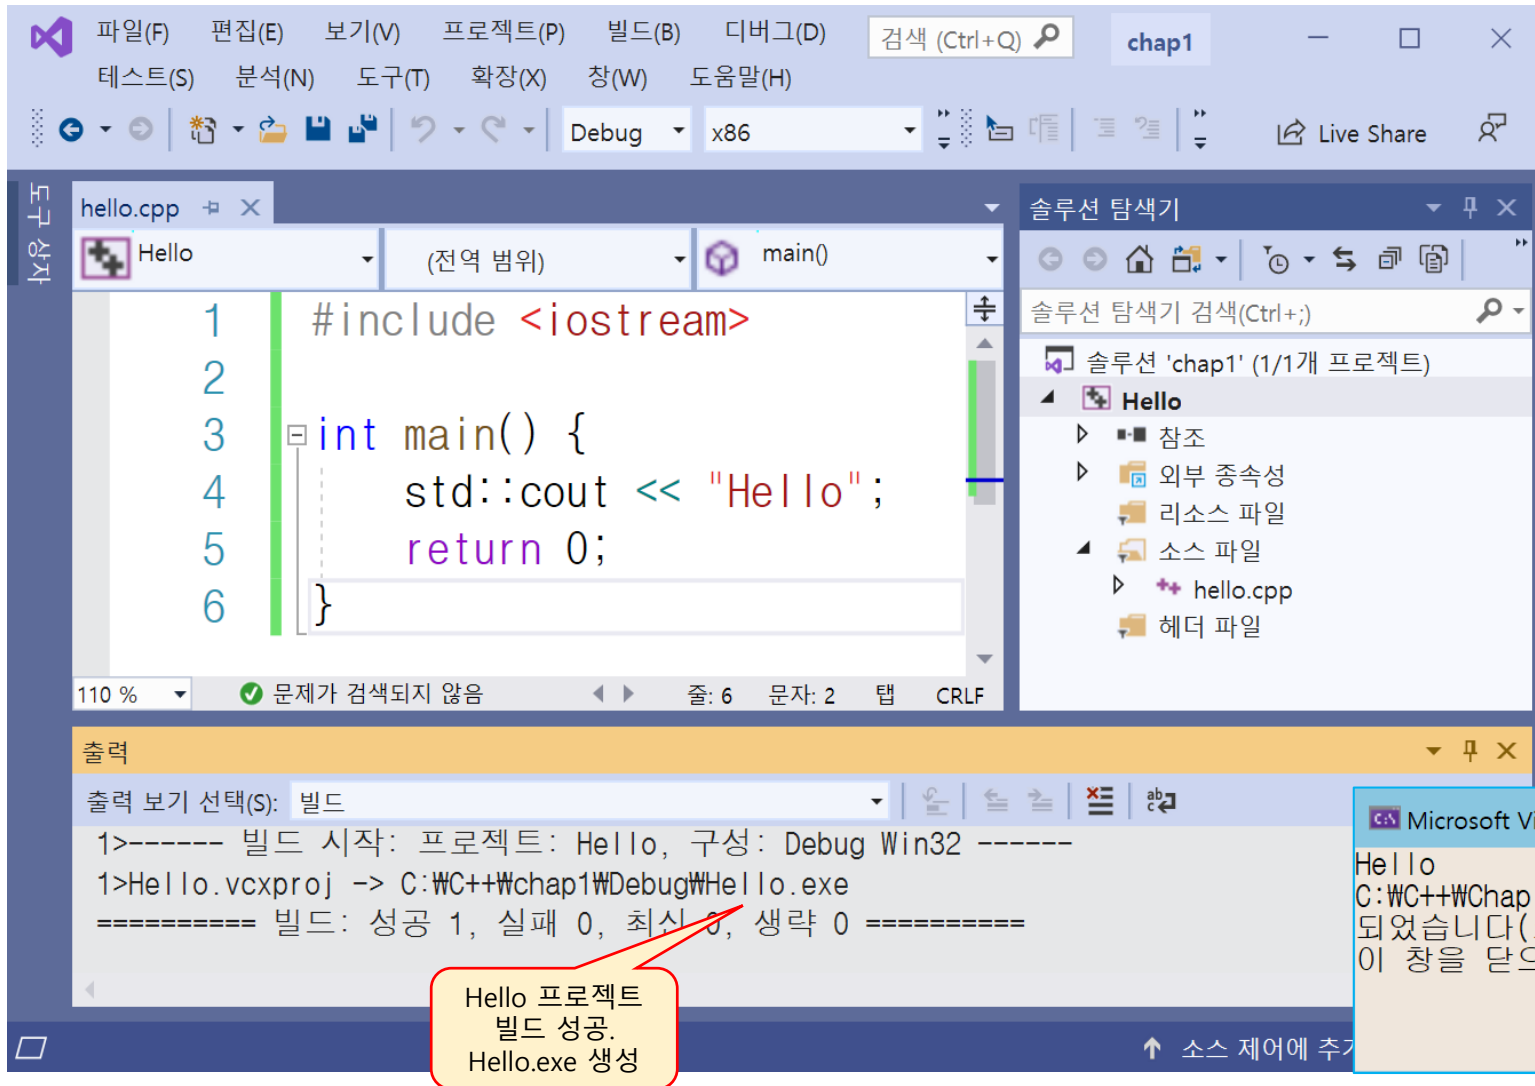 파일(F) 편집(E) 보기(V) 프로젝트(P) 빌드(B) 디버그(D) 검색 (Ctrl+Q) chap1
테스트(S) 분석(N) 도구(T) 확장(X) 창(W) 도움말(H)
Debug x86 Live Share
도구 상자
hello.cpp
Hello (전역 범위) main()
1 #include <iostream>
2
3 int main() {
4 std::cout << "Hello";
5 return 0;
6 }
110 % 문제가 검색되지 않음 줄: 6 문자: 2 탭 CRLF
솔루션 탐색기
솔루션 탐색기 검색(Ctrl+;)
솔루션 'chap1' (1/1개 프로젝트)
Hello
참조
외부 종속성
리소스 파일
소스 파일
hello.cpp
헤더 파일
출력
출력 보기 선택(S): 빌드
1>------ 빌드 시작: 프로젝트: Hello, 구성: Debug Win32 ------
1>Hello.vcxproj -> C:₩C++₩chap1₩Debug₩Hello.exe
========== 빌드: 성공 1, 실패 0, 최신 0, 생략 0 ==========
Hello 프로젝트
빌드 성공.
Hello.exe 생성
Microsoft Vi
Hello
C:₩C++₩Chap
되었습니다(
이 창을 닫으
소스 제어에 추가